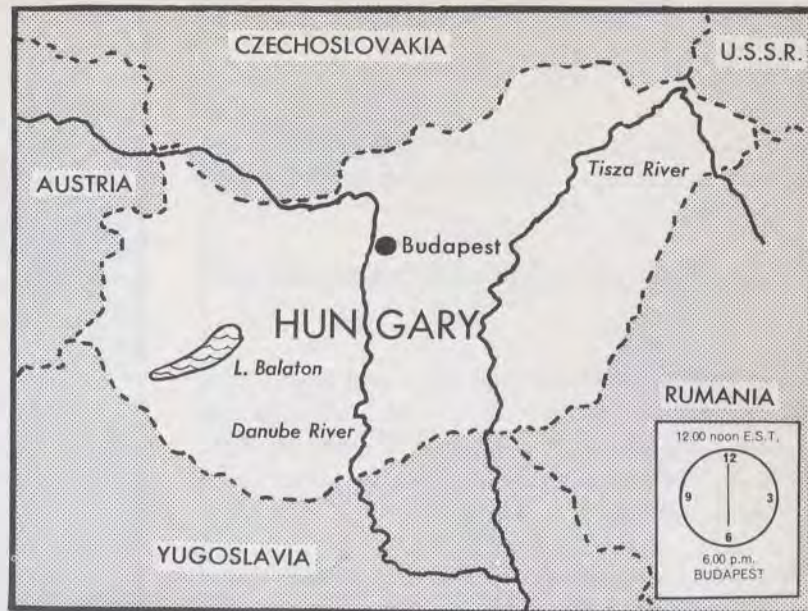 CZECHOSLOVAKIA
U.S.S.R.
AUSTRIA
Tisza River
Budapest
HUNGARY
L. Balaton
Danube River
RUMANIA
YUGOSLAVIA
12:00 noon E.S.T.
12
9
3
6
6:00 p.m.
BUDAPEST